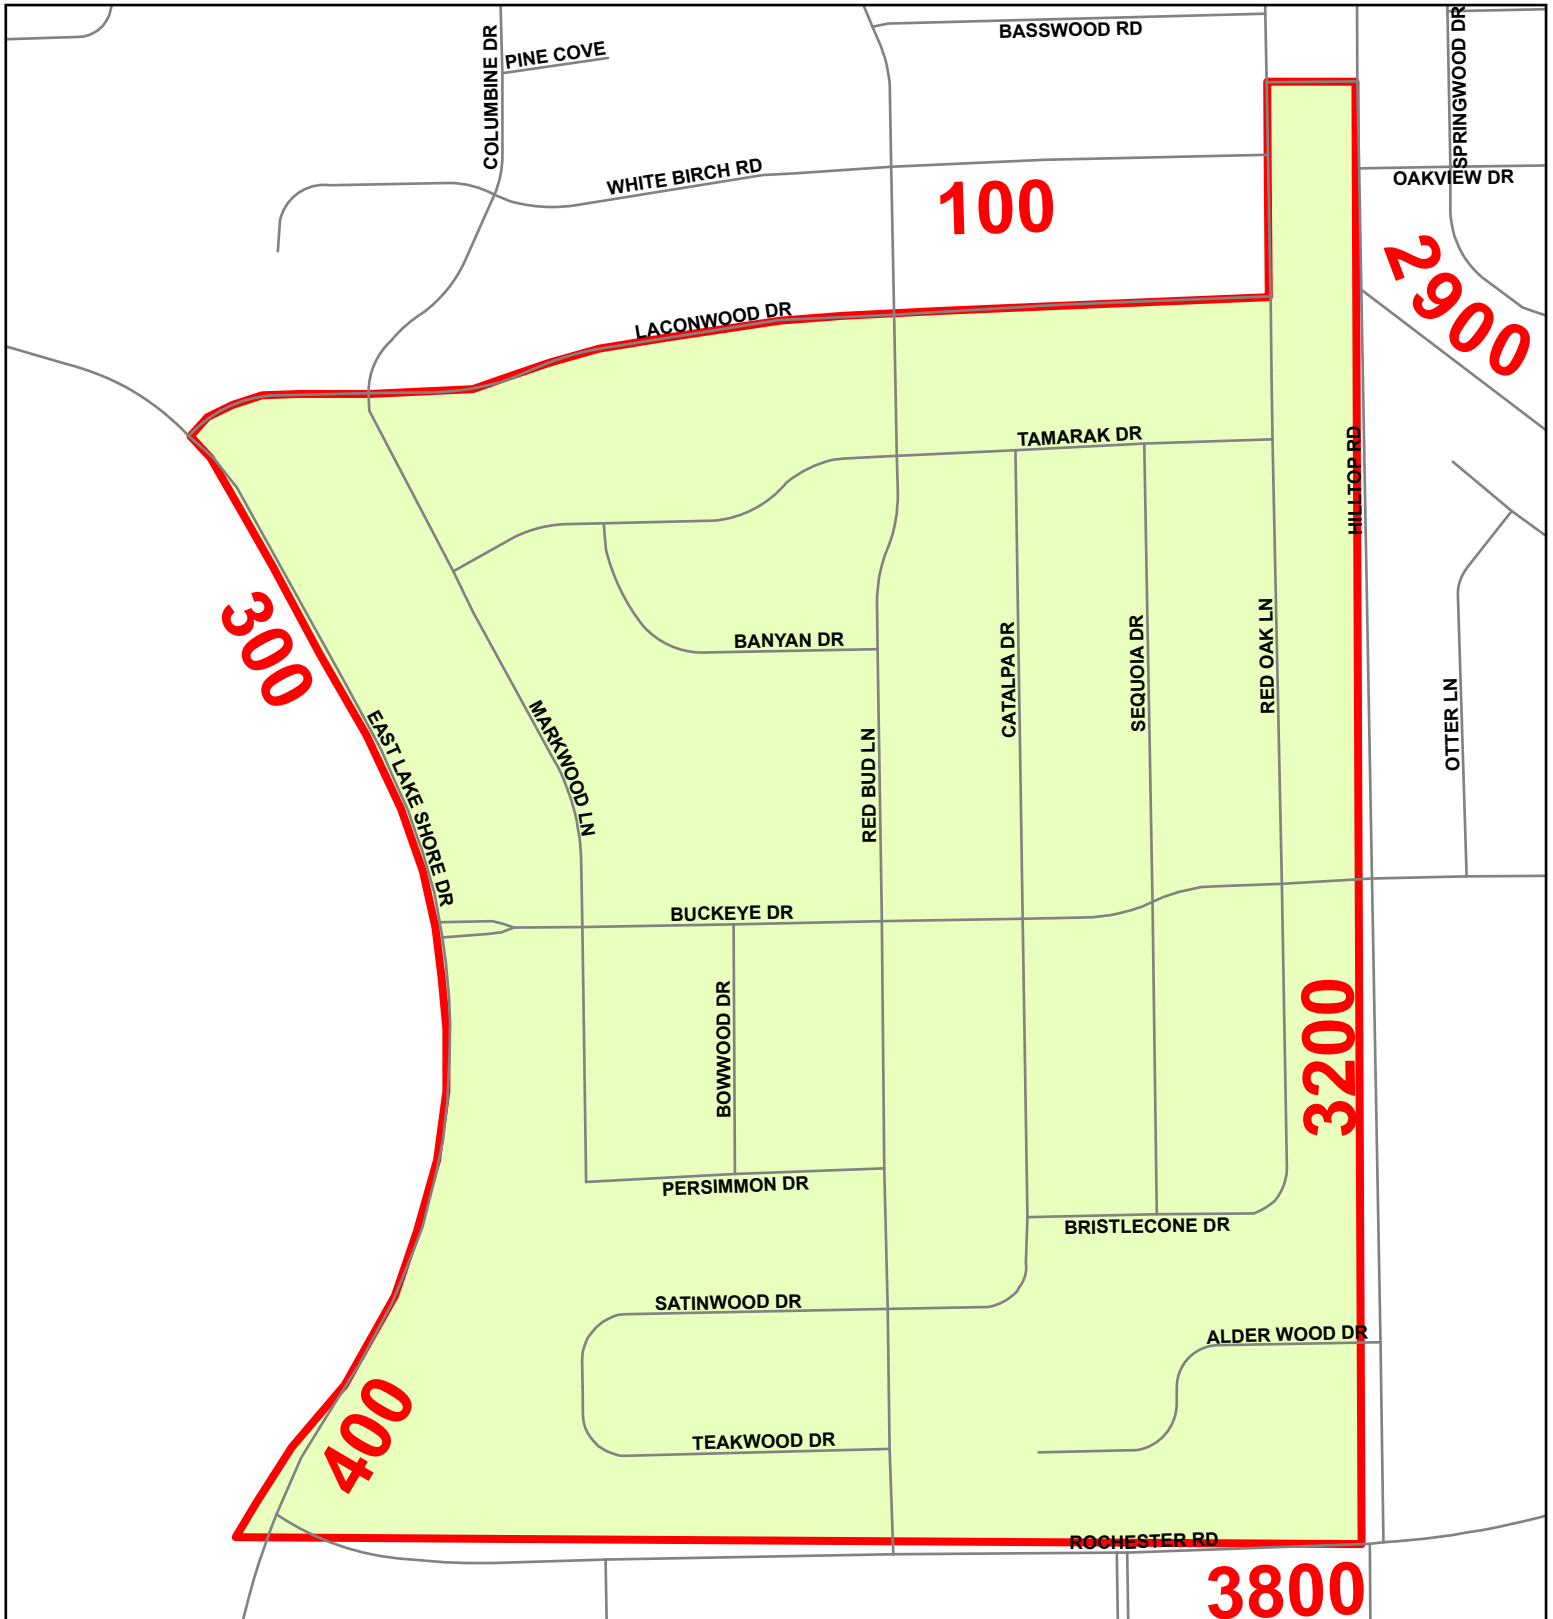 BASSWOOD RD
COLUMBINE DR
PINE COVE
SPRINGWOOD DR
WHITE BIRCH RD
OAKVIEW DR
100
2900
LACONWOOD DR
TAMARAK DR
HILLTOP RD
300
BANYAN DR
CATALPA DR
SEQUOIA DR
RED OAK LN
OTTER LN
EAST LAKE SHORE DR
MARKWOOD LN
RED BUD LN
BUCKEYE DR
BOWWOOD DR
3200
PERSIMMON DR
BRISTLECONE DR
SATINWOOD DR
ALDER WOOD DR
400
TEAKWOOD DR
ROCHESTER RD
3800